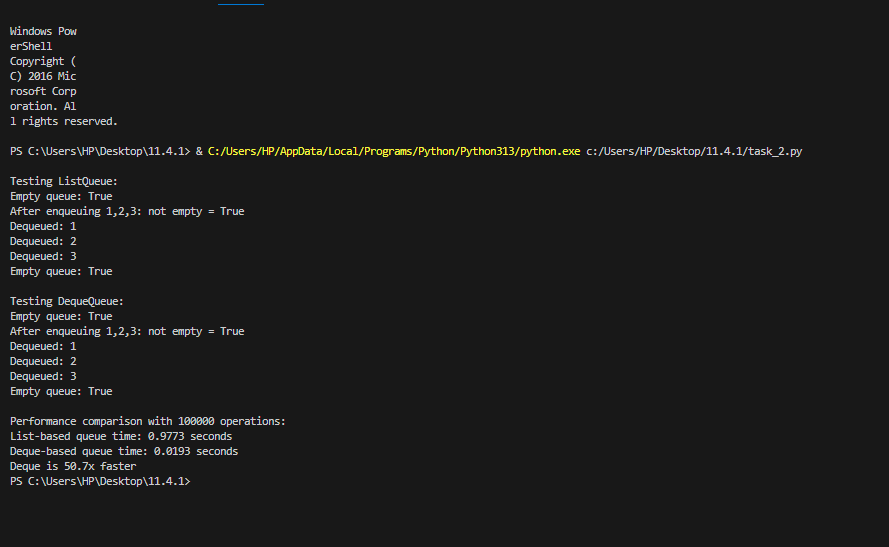 Windows Pow
erShell
Copyright (
C) 2016 Mic
rosoft Corp
oration. Al
l rights reserved.
PS C:\Users\HP\Desktop\11.4.1> & C:/Users/HP/AppData/Local/Programs/Python/Python313/python.exe c:/Users/HP/Desktop/11.4.1/task_2.py
Testing ListQueue:
Empty queue: True
After enqueuing 1,2,3: not empty = True
Dequeued: 1
Dequeued: 2
Dequeued: 3
Empty queue: True
Testing DequeQueue:
Empty queue: True
After enqueuing 1,2,3: not empty = True
Dequeued: 1
Dequeued: 2
Dequeued: 3
Empty queue: True
Performance comparison with 100000 operations:
List-based queue time: 0.9773 seconds
Deque-based queue time: 0.0193 seconds
Deque is 50.7x faster
PS C:\Users\HP\Desktop\11.4.1>